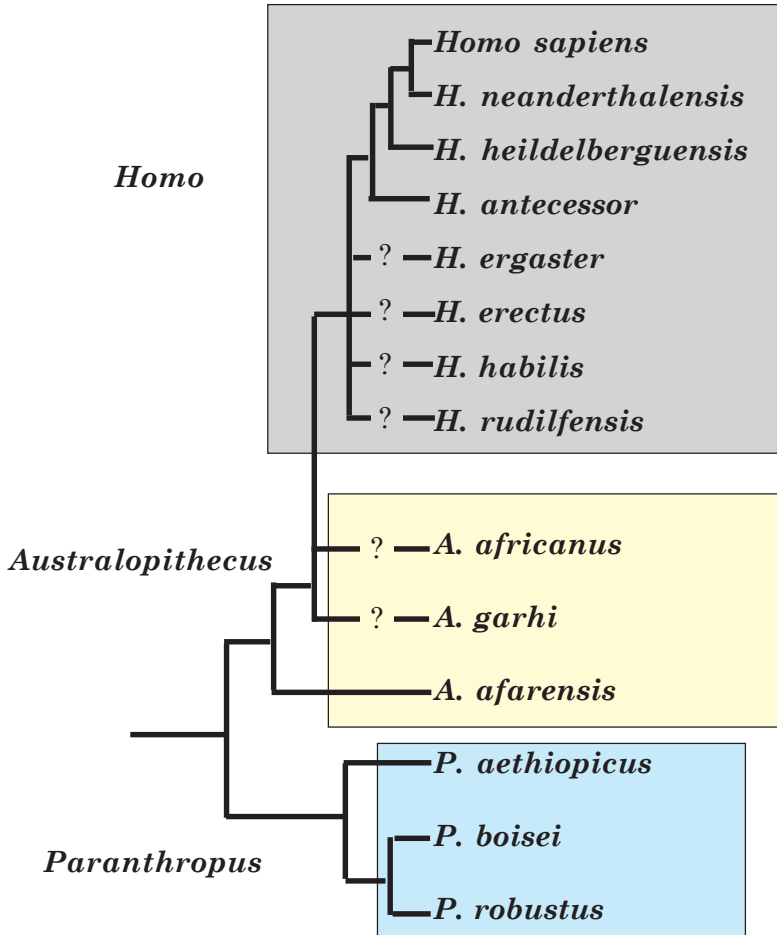 Homo sapiens
H. neanderthalensis
H. heildelberguensis
Homo
H. antecessor
? H. ergaster
? H. erectus
? H. habilis
? H. rudilfensis
? A. africanus
Australopithecus
? A. garhi
A. afarensis
P. aethiopicus
P. boisei
Paranthropus
P. robustus